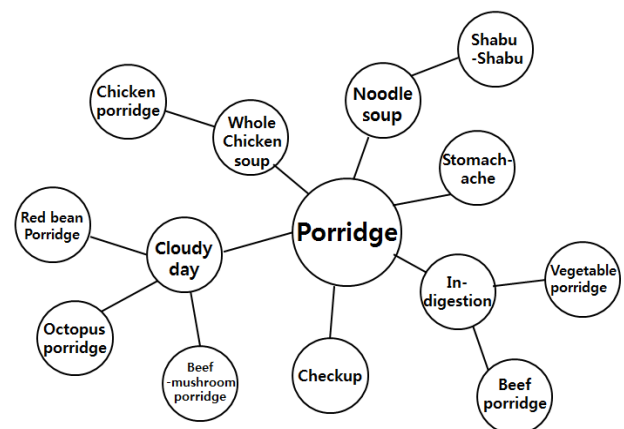 Shabu
-Shabu
Chicken
porridge
Noodle
soup
Whole
Chicken
soup
Stomach-
ache
Red bean
Porridge
Porridge
Cloudy
day
In-
digestion
Vegetable
porridge
Octopus
porridge
Beef
-mushroom
porridge
Checkup
Beef
porridge